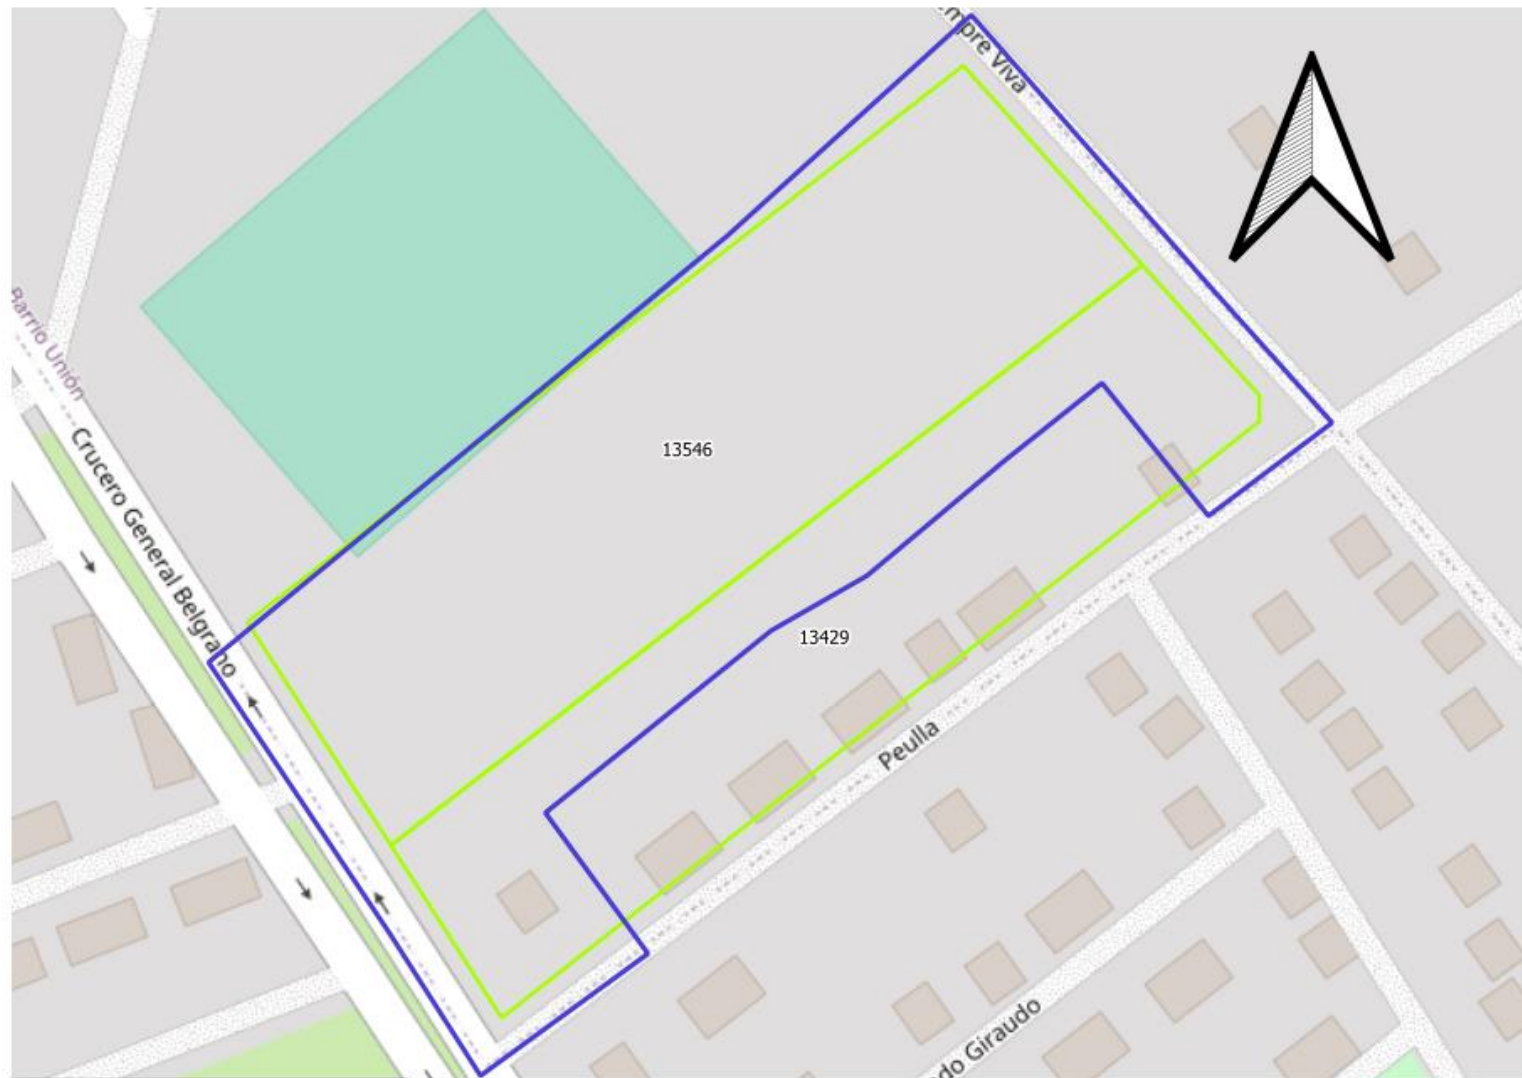 mpre Viva
Barrio Unión
Crucero General Belgrano
13546
13429
Peulla
do Giraudo